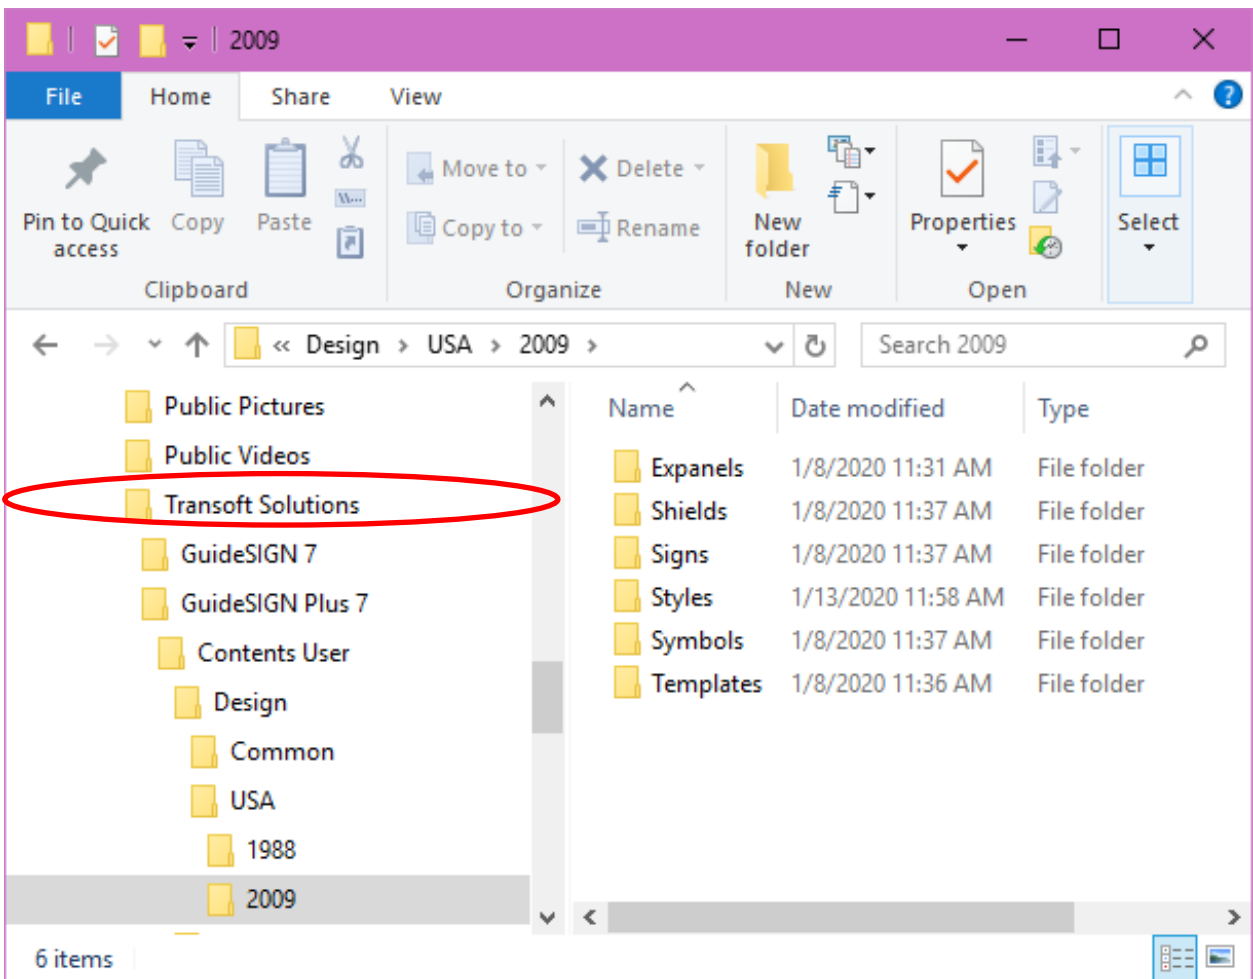 2009
File Home Share View
Pin to Quick access
Copy
Paste
Move to
Copy to
Delete
Rename
New folder
Properties
Select
Clipboard Organize New Open
« Design > USA > 2009 >
Search 2009
Public Pictures
Public Videos
Transoft Solutions
GuideSIGN 7
GuideSIGN Plus 7
Contents User
Design
Common
USA
1988
2009
Name Date modified Type
Expanels 1/8/2020 11:31 AM File folder
Shields 1/8/2020 11:37 AM File folder
Signs 1/8/2020 11:37 AM File folder
Styles 1/13/2020 11:58 AM File folder
Symbols 1/8/2020 11:37 AM File folder
Templates 1/8/2020 11:36 AM File folder
6 items